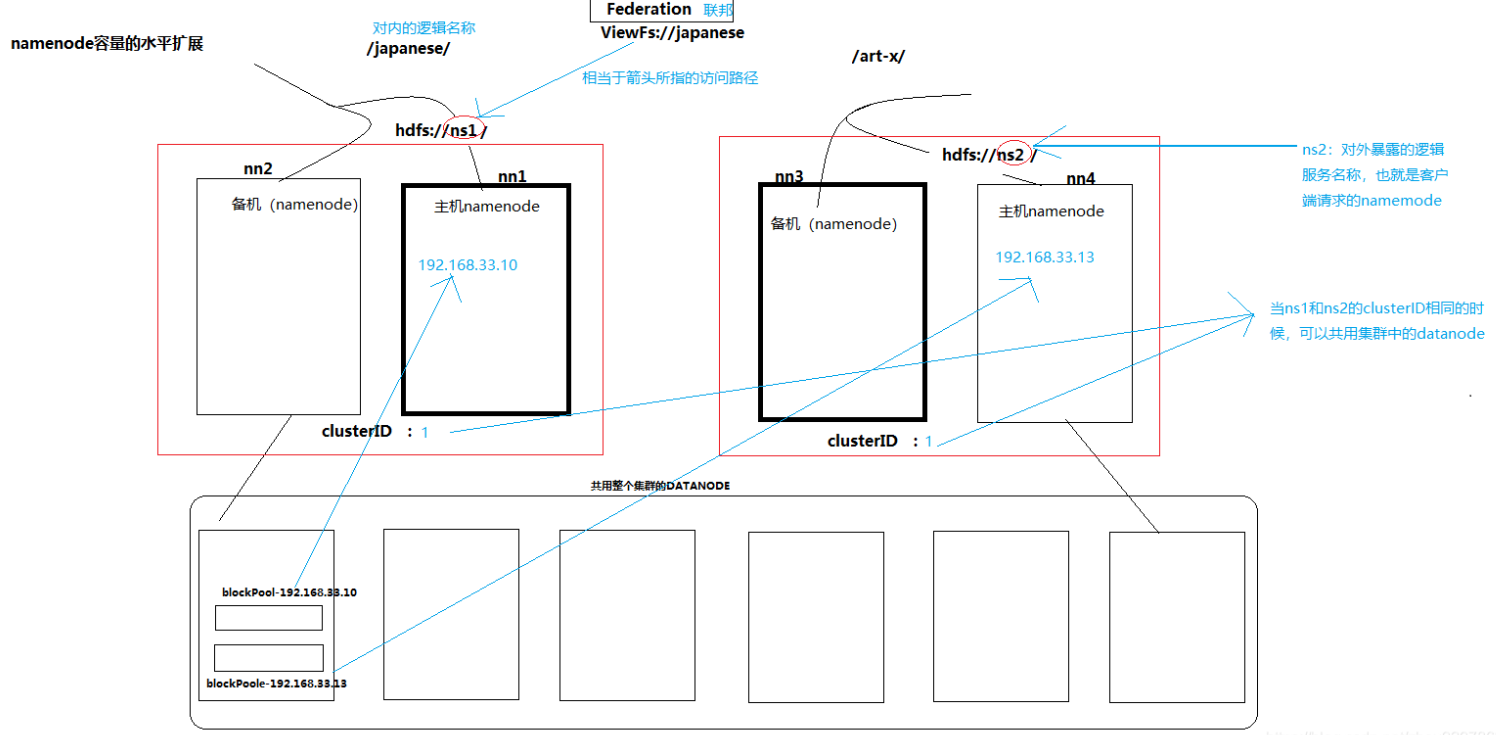 Federation 联邦
ViewFs://japanese
namenode容量的水平扩展
对内的逻辑名称
/japanese/
/art-x/
相当于箭头所指的访问路径
hdfs://ns1 /
hdfs://ns2 /
ns2：对外暴露的逻辑
服务名称，也就是客户
端请求的namemode
nn2
nn1
nn3
nn4
备机（namenode）
主机namenode
备机（namenode）
主机namenode
192.168.33.10
192.168.33.13
当ns1和ns2的clusterID相同的时
候，可以共用集群中的datanode
clusterID ：1
clusterID ：1
共用整个集群的DATANODE
blockPool-192.168.33.10
blockPoole-192.168.33.13